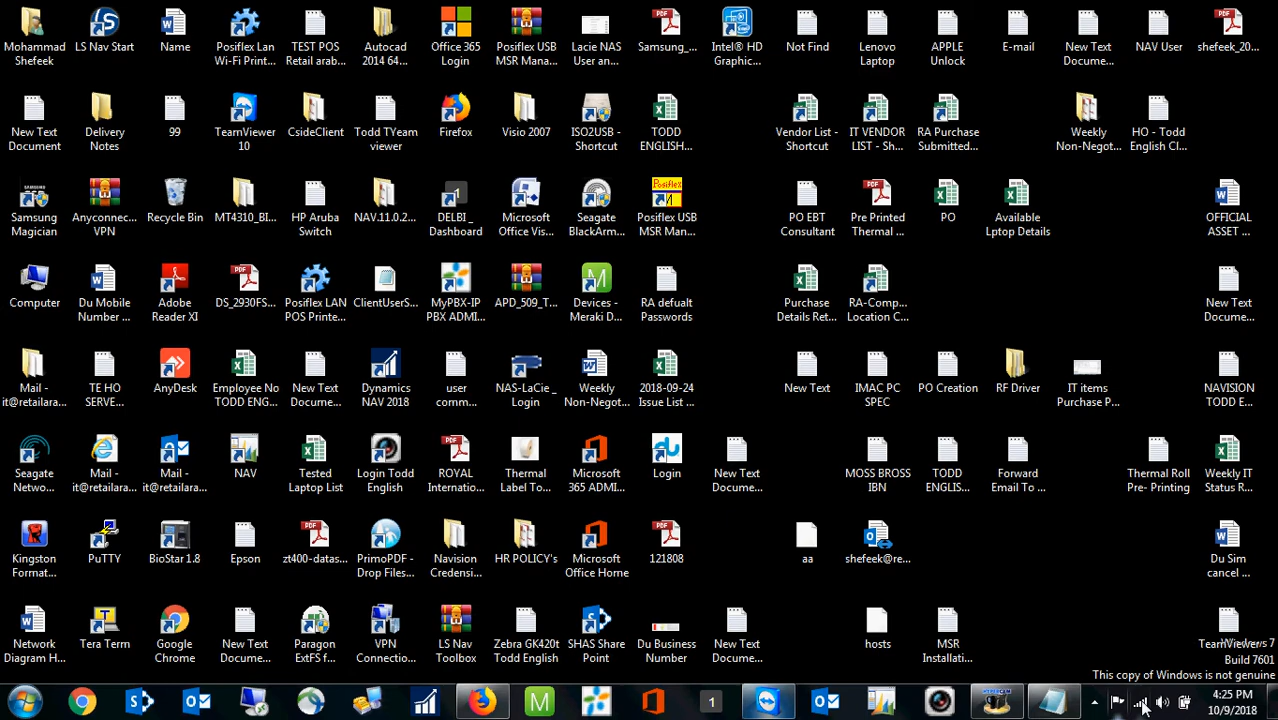 Mohammad Shefeek
LS Nav Start
Name
Posiflex Lan Wi-Fi Print...
TEST POS Retail arab...
Autocad 2014 64...
Office 365 Login
Posiflex USB MSR Mana...
Lacie NAS User an...
Samsung_...
Intel® HD Graphic...
Not Find
Lenovo Laptop
APPLE Unlock
E-mail
New Text Docume...
NAV User
shefeek_20...
New Text Document
Delivery Notes
99
TeamViewer 10
CsideClient
Todd TYeam viewer
Firefox
Visio 2007
ISO2USB - Shortcut
TODD ENGLISH...
Vendor List - Shortcut
IT VENDOR LIST - Sh...
RA Purchase Submitted...
Weekly Non-Negot...
HO - Todd English Cl...
Samsung Magician
Anyconnec... VPN
Recycle Bin
MT4310_BI...
HP Aruba Switch
NAV.11.0.2...
DELBI_ Dashboard
Microsoft Office Vis...
Seagate BlackArm...
Posiflex USB MSR Man...
PO EBT Consultant
Pre Printed Thermal ...
PO
Available Lptop Details
OFFICIAL ASSET ...
Computer
Du Mobile Number ...
Adobe Reader XI
DS_2930FS...
Posiflex LAN POS Printe...
ClientUserS...
MyPBX-IP PBX ADMI...
APD_509_T...
Devices - Meraki D...
RA defualt Passwords
Purchase Details Ret...
RA-Comp... Location C...
New Text Docume...
Mail - it@retailara...
TE HO SERVE...
AnyDesk
Employee No TODD ENG...
New Text Docume...
Dynamics NAV 2018
user comm...
NAS-LaCie_ Login
Weekly Non-Negot...
2018-09-24 Issue List ...
New Text
IMAC PC SPEC
PO Creation
RF Driver
IT items Purchase P...
NAVISION TODD E...
Seagate Netwo...
Mail - it@retailara...
Mail - it@retailara...
NAV
Tested Laptop List
Login Todd English
ROYAL Internatio...
Thermal Label To...
Microsoft 365 ADMI...
Login
New Text Docume...
MOSS BROSS IBN
TODD ENGLIS...
Forward Email To ...
Thermal Roll Pre- Printing
Weekly IT Status R...
Kingston Format...
PuTTY
BioStar 1.8
Epson
zt400-datas...
PrimoPDF - Drop Files...
Navision Credensi...
HR POLICY's
Microsoft Office Home
121808
aa
shefeek@re...
Du Sim cancel ...
Network Diagram H...
Tera Term
Google Chrome
New Text Docume...
Paragon ExtFS f...
VPN Connectio...
LS Nav Toolbox
Zebra GK420t Todd English
SHAS Share Point
Du Business Number
New Text Docume...
hosts
MSR Installati...
Build 7601
This copy of Windows is not genuine
4:25 PM
10/9/2018